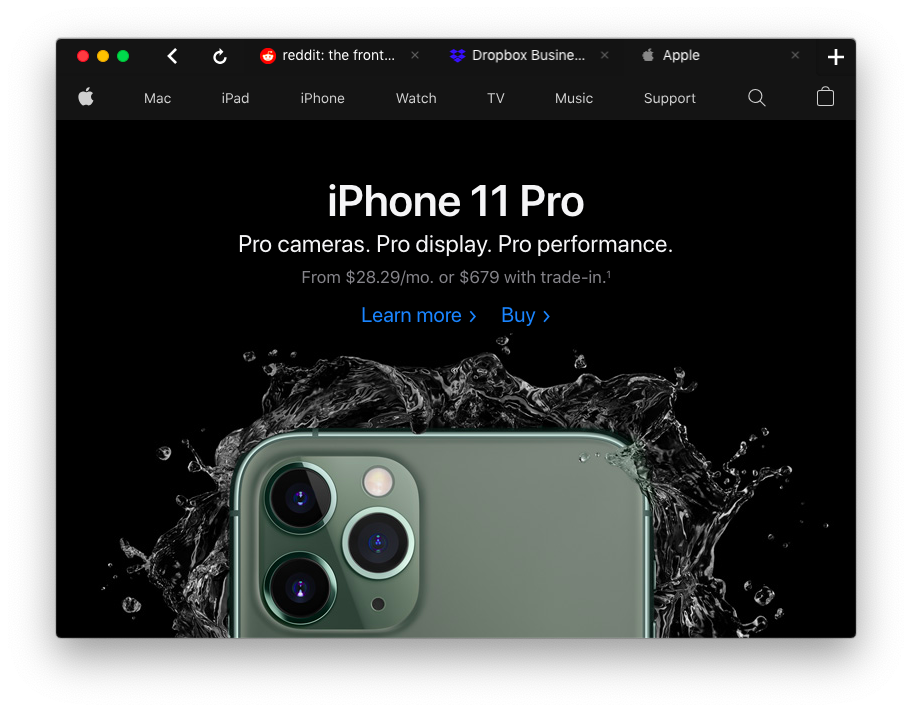 reddit: the front...
Dropbox Busine...
Apple
Mac
iPad
iPhone
Watch
TV
Music
Support
iPhone 11 Pro
Pro cameras. Pro display. Pro performance.
From $28.29/mo. or $679 with trade-in.¹
Learn more >
Buy >